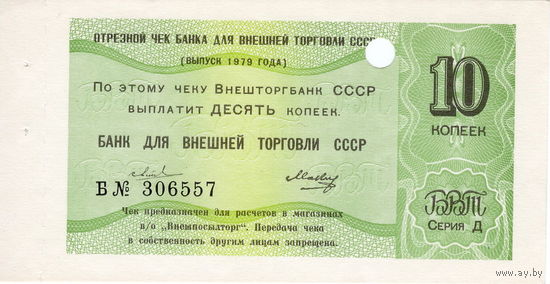 ОТРЕЗНОЙ ЧЕК БАНКА ДЛЯ ВНЕШНЕЙ ТОРГОВЛИ СССР
(ВЫПУСК 1979 ГОДА)
ПО ЭТОМУ ЧЕКУ ВНЕШТОРГБАНК СССР
ВЫПЛАТИТ ДЕСЯТЬ КОПЕЕК.
БАНК ДЛЯ ВНЕШНЕЙ ТОРГОВЛИ СССР
Б № 306557
Чек предназначен для расчетов в магазинах
п/о „Внешпосылторг". Передача чека
в собственность другим лицам запрещена.
10
КОПЕЕК
БВТ
СЕРИЯ Д
www.ay.by